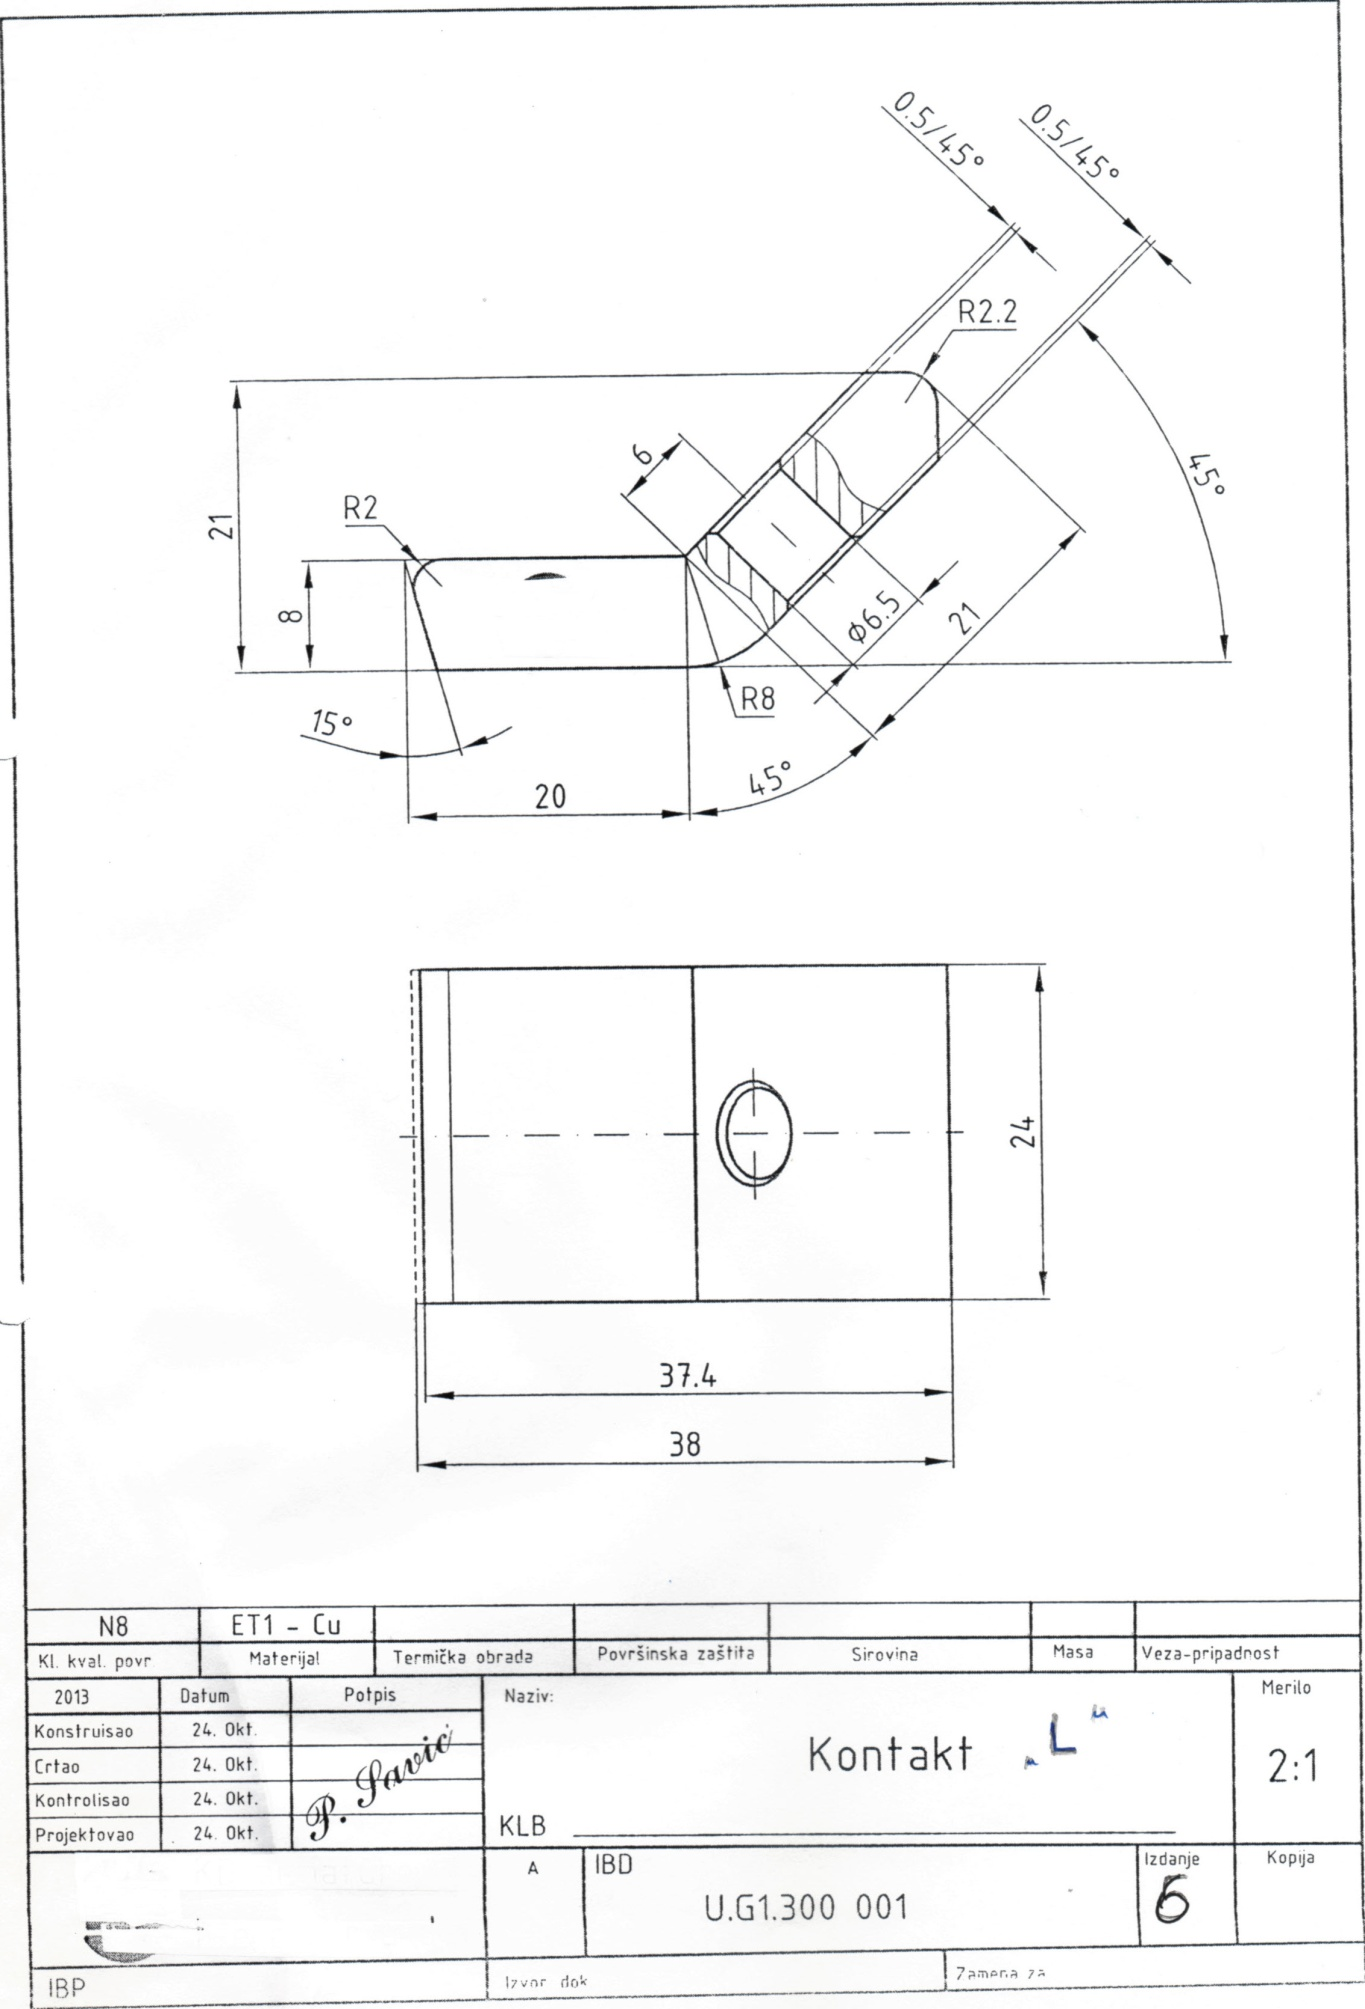 0.5/45°
0.5/45°
R2.2
6
45°
R2
21
8
Φ6.5
21
R8
15°
20
45°
24
37.4
38
N8
ET1 - Cu
Kl. kval. povr
Materijal
Termička obrada
Površinska zaštita
Sirovina
Masa
Veza-pripadnost
2013
Datum
Potpis
Naziv:
Merilo
Konstruisao
24. Okt.
Crtao
24. Okt.
Kontrolisao
24. Okt.
Projektovao
24. Okt.
P. Savić
Kontakt „L“
2:1
KLB
A
IBD
U.G1.300 001
Izdanje
6
Kopija
IBP
Izvor dok
Zamena za